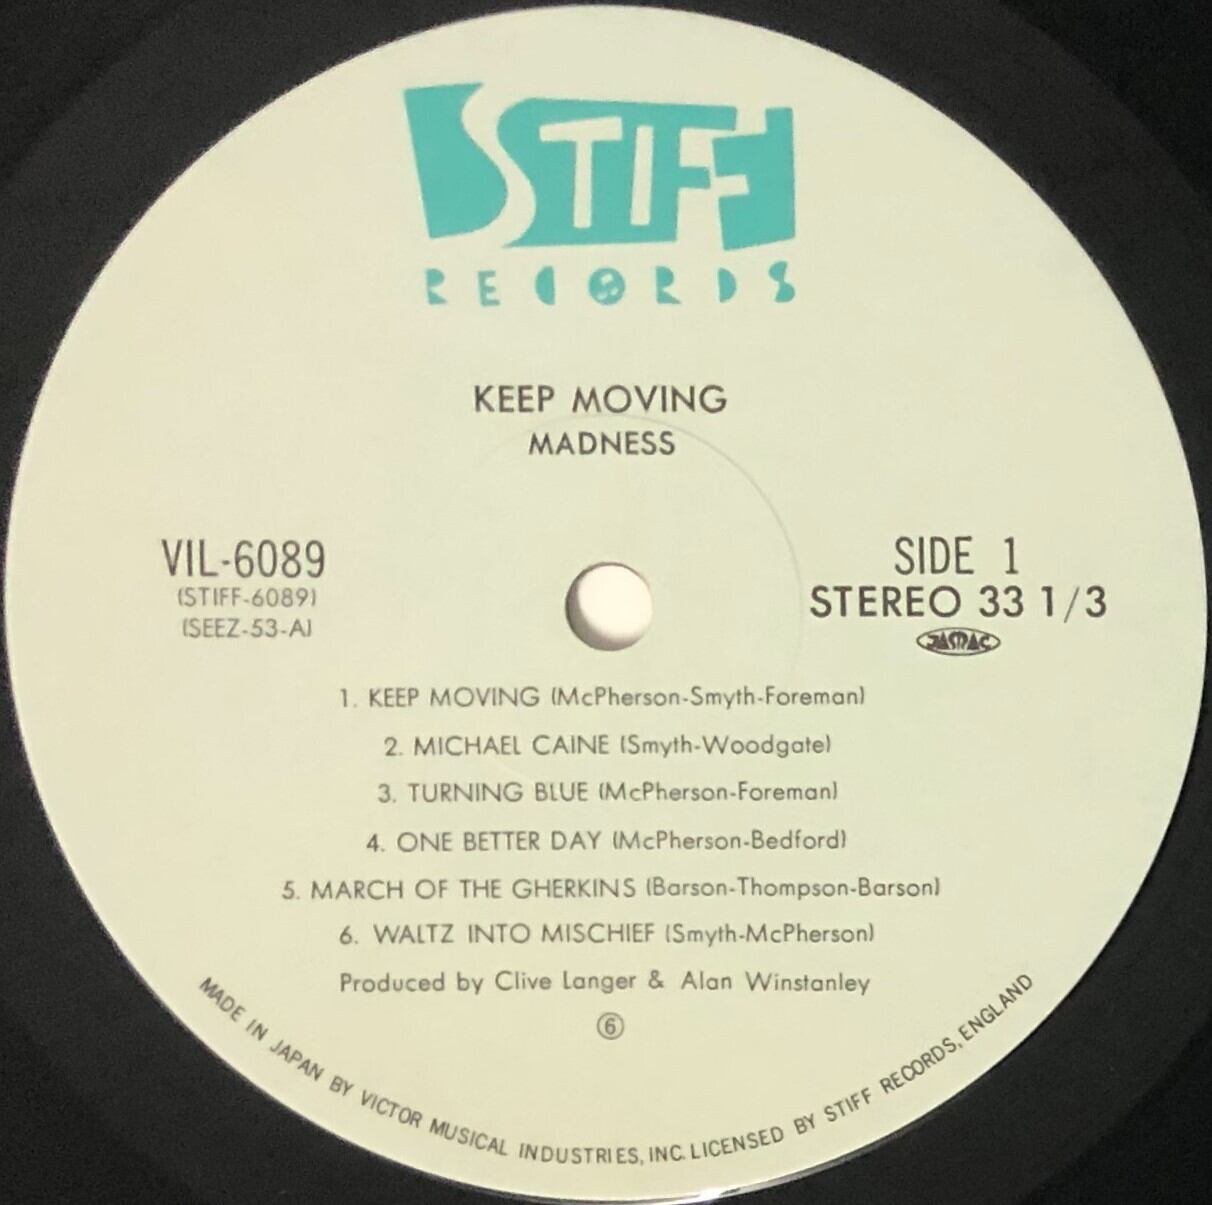 STIFF
RECORDS
KEEP MOVING
MADNESS
VIL-6089
(STIFF-6089)
(SEEZ-53-A)
SIDE 1
STEREO 33 1/3
JASRAC
1. KEEP MOVING (McPherson-Smyth-Foreman)
2. MICHAEL CAINE (Smyth-Woodgate)
3. TURNING BLUE (McPherson-Foreman)
4. ONE BETTER DAY (McPherson-Bedford)
5. MARCH OF THE GHERKINS (Barson-Thompson-Barson)
6. WALTZ INTO MISCHIEF (Smyth-McPherson)
Produced by Clive Langer & Alan Winstanley
⑥
MADE IN JAPAN BY VICTOR MUSICAL INDUSTRIES, INC. LICENSED BY STIFF RECORDS, ENGLAND